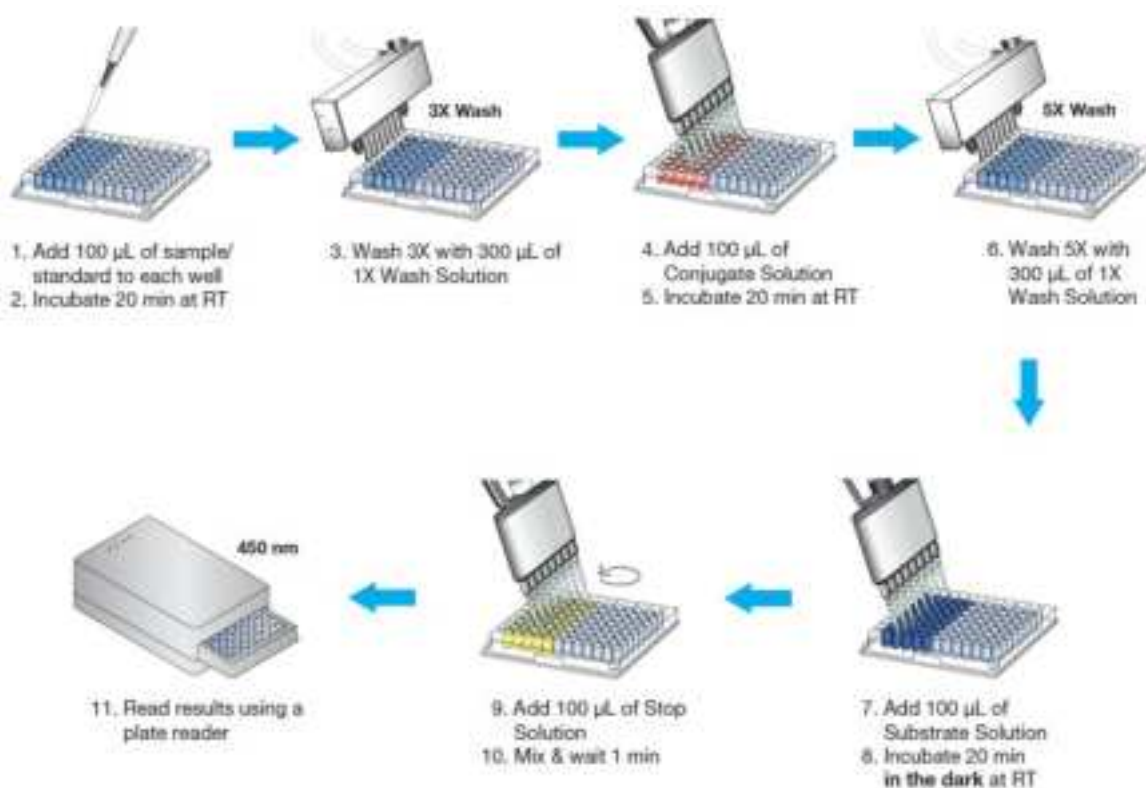 3X Wash
5X Wash
1. Add 100 µL of sample/
standard to each well
2. Incubate 20 min at RT
3. Wash 3X with 300 µL of
1X Wash Solution
4. Add 100 µL of
Conjugate Solution
5. Incubate 20 min at RT
6. Wash 5X with
300 µL of 1X
Wash Solution
450 nm
11. Read results using a
plate reader
9. Add 100 µL of Stop
Solution
10. Mix & wait 1 min
7. Add 100 µL of
Substrate Solution
8. Incubate 20 min
in the dark at RT